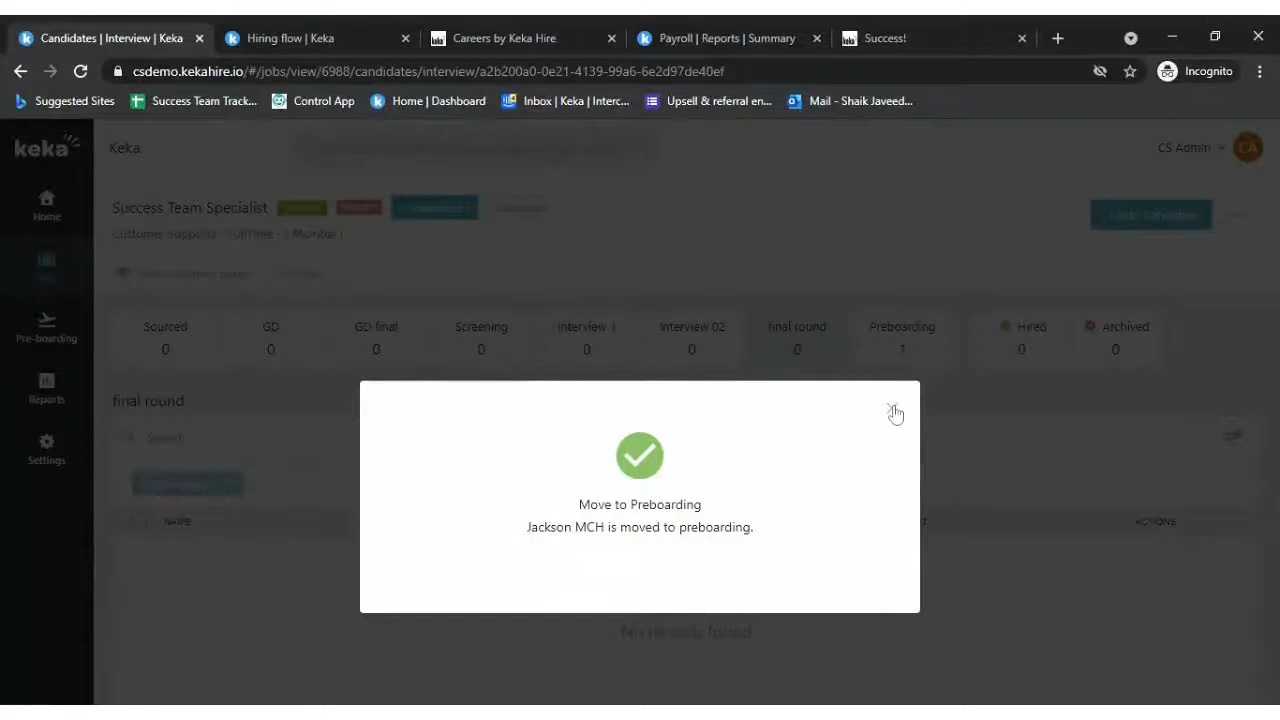 Candidates | Interview | Keka
Hiring flow | Keka
Careers by Keka Hire
Payroll | Reports | Summary
Success!
csdemo.kekahire.io/#/jobs/view/6988/candidates/interview/a2b200a0-0e21-4139-99a6-6e2d97de40ef
Incognito
Suggested Sites
Success Team Track...
Control App
Home | Dashboard
Inbox | Keka | Interc...
Upsell & referral en...
Mail - Shaik Javeed...
keka
Keka
CS Admin
CA
Home
Pre-boarding
Reports
Settings
Success Team Specialist
Sourced
0
GD
0
GD final
0
Screening
0
Interview 1
0
Interview 02
0
final round
0
Preboarding
1
Hired
0
Archived
0
final round
Search
NAME
ACTIONS
Move to Preboarding
Jackson MCH is moved to preboarding.
No records found